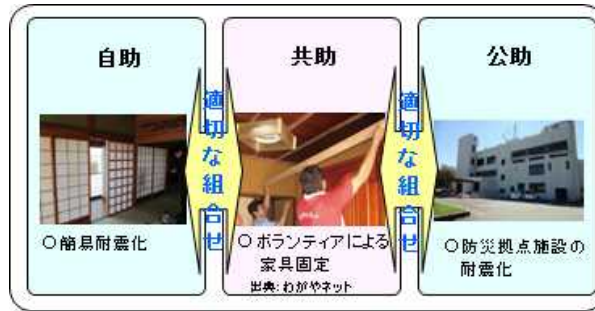 自助
共助
公助
適切な組合せ
適切な組合せ
○簡易耐震化
○ボランティアによる
家具固定
出典:わがやネット
○防災拠点施設の
耐震化